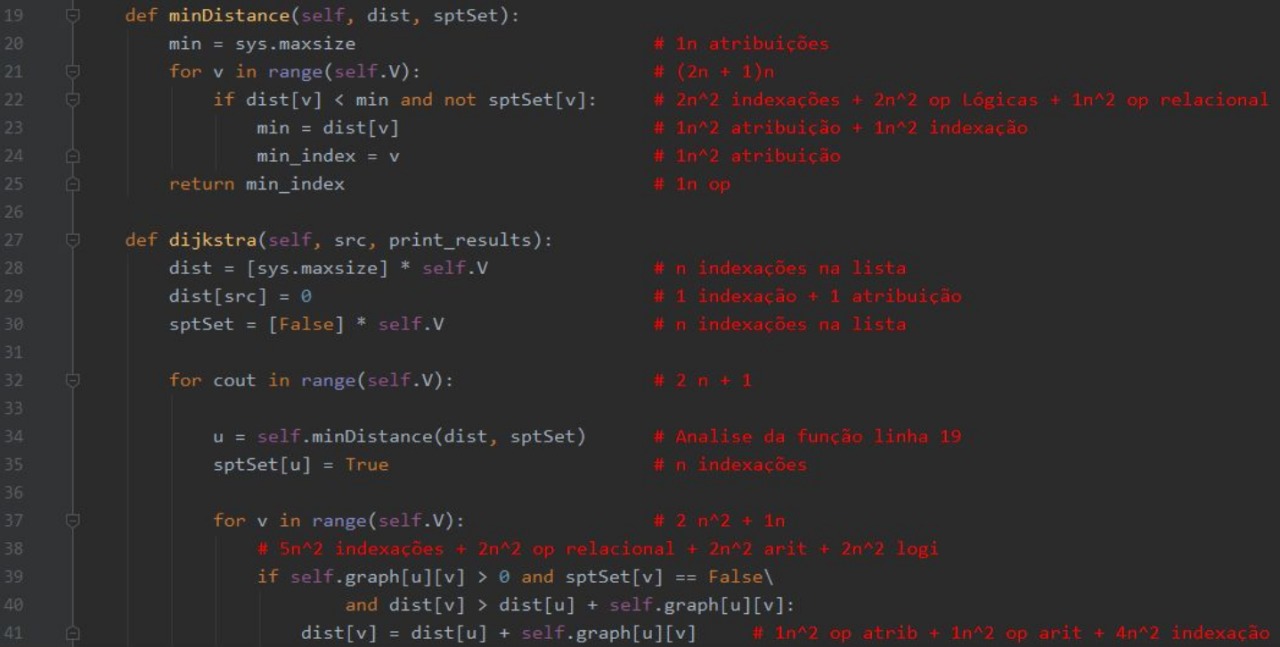 19 def minDistance(self, dist, sptSet):
20 min = sys.maxsize # 1n atribuições
21 for v in range(self.V): # (2n + 1)n
22 if dist[v] < min and not sptSet[v]: # 2n^2 indexações + 2n^2 op Lógicas + 1n^2 op relacional
23 min = dist[v] # 1n^2 atribuição + 1n^2 indexação
24 min_index = v # 1n^2 atribuição
25 return min_index # 1n op
26
27 def dijkstra(self, src, print_results):
28 dist = [sys.maxsize] * self.V # n indexações na lista
29 dist[src] = 0 # 1 indexação + 1 atribuição
30 sptSet = [False] * self.V # n indexações na lista
31
32 for cout in range(self.V): # 2 n + 1
33
34 u = self.minDistance(dist, sptSet) # Analise da função linha 19
35 sptSet[u] = True # n indexações
36
37 for v in range(self.V): # 2 n^2 + 1n
38 # 5n^2 indexações + 2n^2 op relacional + 2n^2 arit + 2n^2 logi
39 if self.graph[u][v] > 0 and sptSet[v] == False\
40 and dist[v] > dist[u] + self.graph[u][v]:
41 dist[v] = dist[u] + self.graph[u][v] # 1n^2 op atrib + 1n^2 op arit + 4n^2 indexação